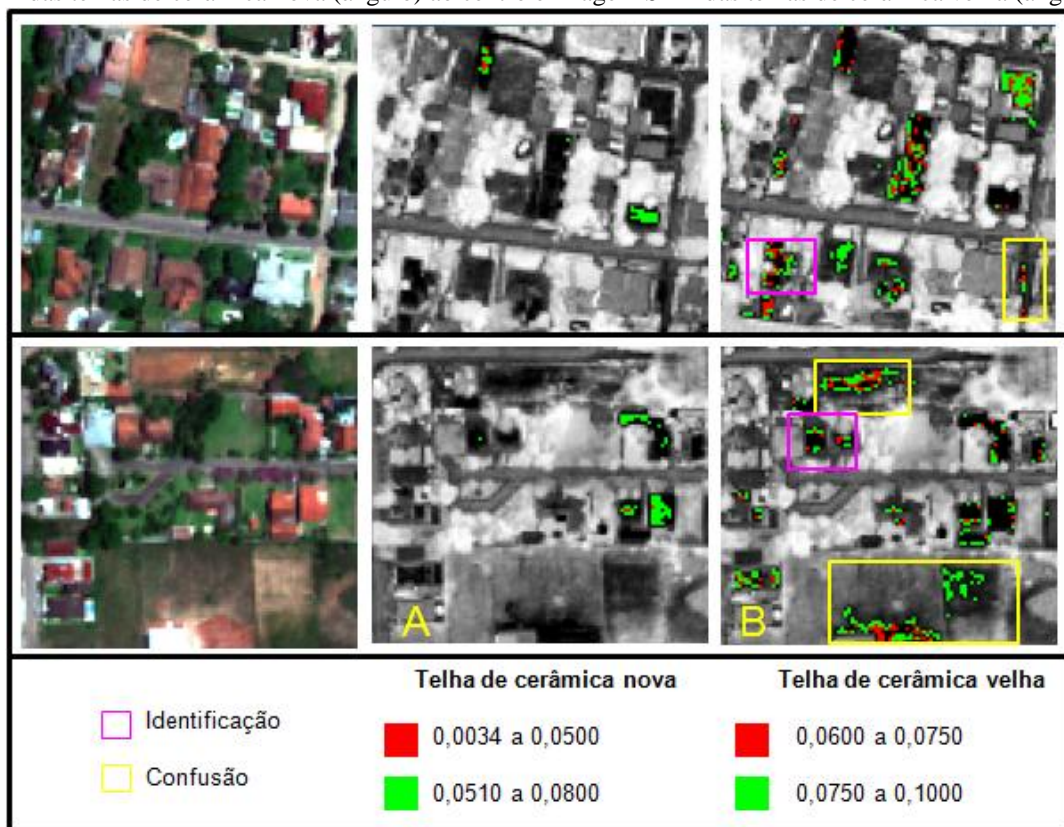 A
B
Telha de cerâmica nova
Telha de cerâmica velha
Identificação
0,0034 a 0,0500
0,0600 a 0,0750
Confusão
0,0510 a 0,0800
0,0750 a 0,1000